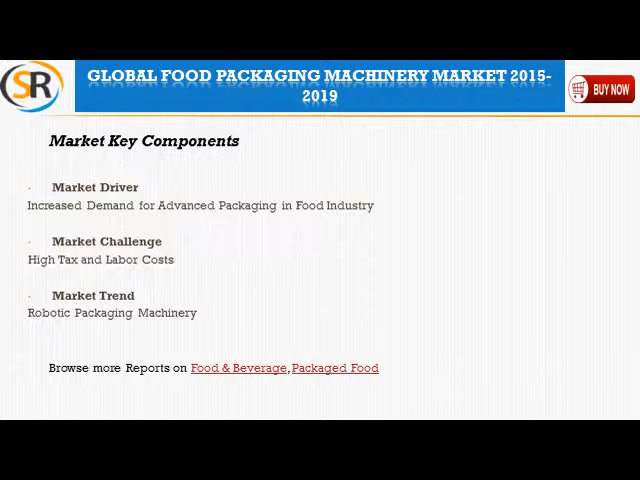 SR
GLOBAL FOOD PACKAGING MACHINERY MARKET 2015-
2019
BUY NOW
Market Key Components
· Market Driver
Increased Demand for Advanced Packaging in Food Industry
· Market Challenge
High Tax and Labor Costs
· Market Trend
Robotic Packaging Machinery
Browse more Reports on Food & Beverage, Packaged Food